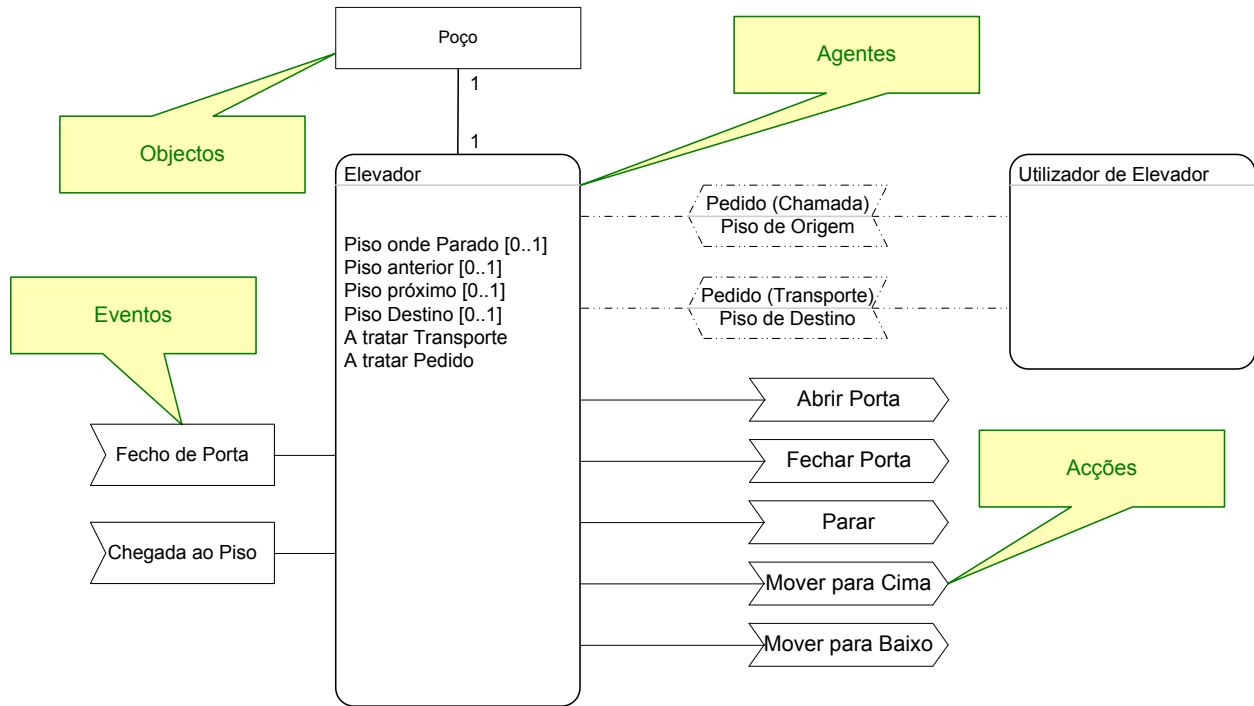 Poço
Agentes
1
Objectos
1
Elevador
Utilizador de Elevador
Pedido (Chamada)
Piso de Origem
Piso onde Parado [0..1]
Piso anterior [0..1]
Piso próximo [0..1]
Piso Destino [0..1]
A tratar Transporte
A tratar Pedido
Pedido (Transporte)
Piso de Destino
Eventos
Abrir Porta
Fecho de Porta
Fechar Porta
Acções
Parar
Chegada ao Piso
Mover para Cima
Mover para Baixo